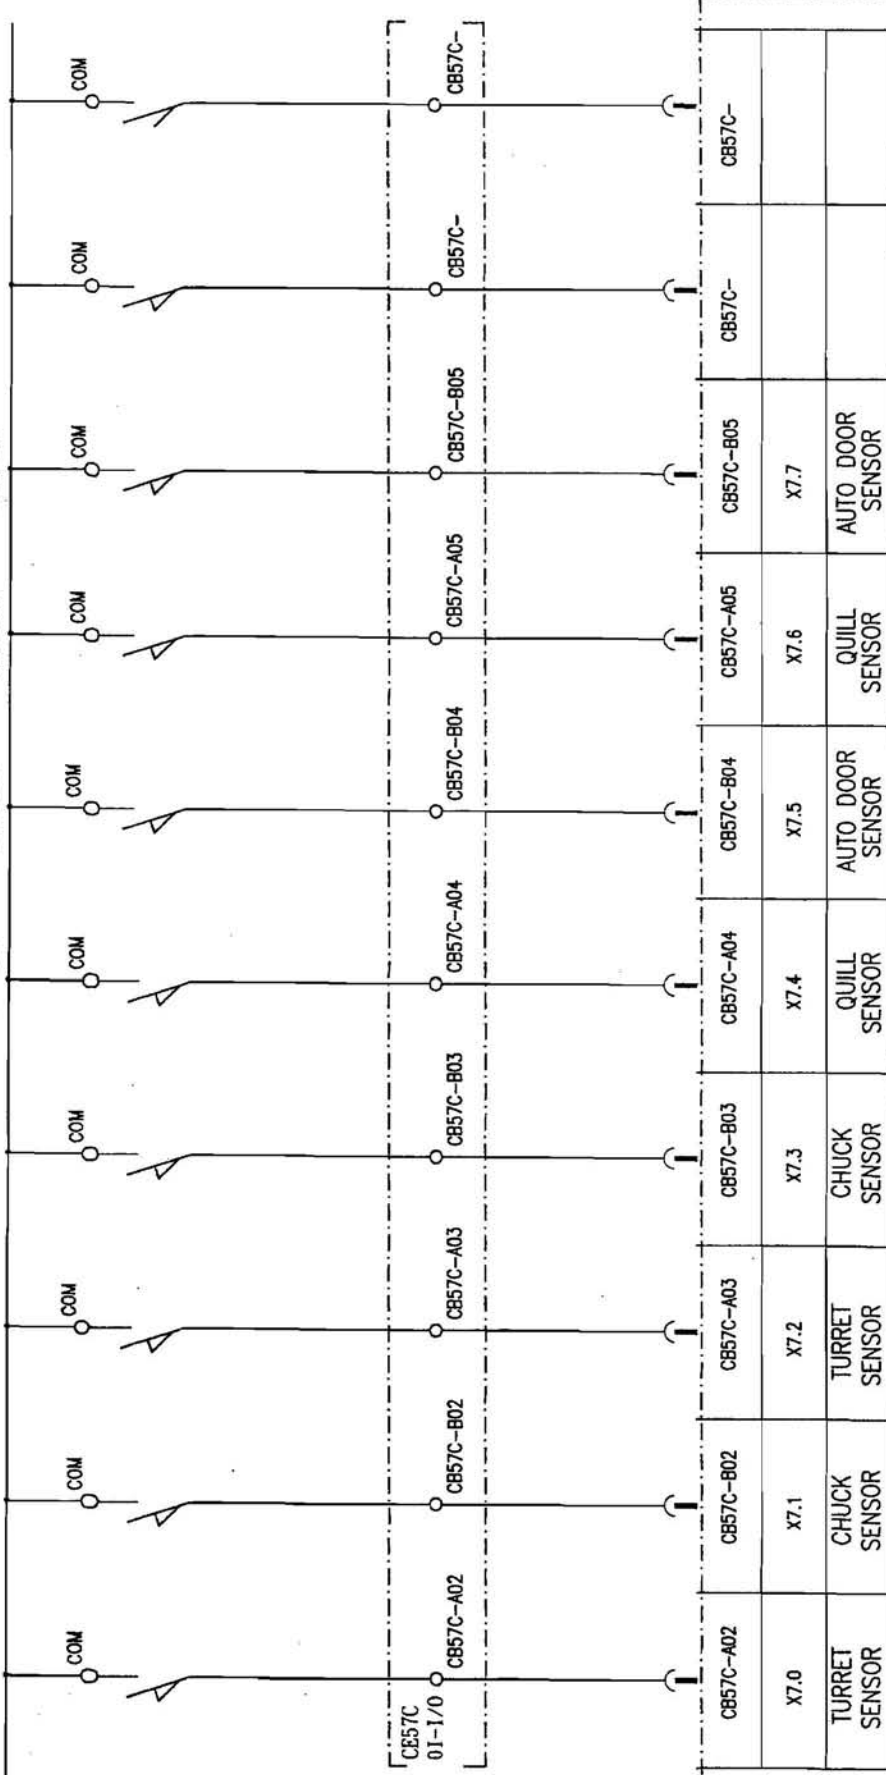 COM
COM
COM
COM
COM
COM
COM
COM
COM
COM
CE57C
OI-I/O
CB57C-A02
CB57C-B02
CB57C-A03
CB57C-B03
CB57C-A04
CB57C-B04
CB57C-A05
CB57C-B05
CB57C-
CB57C-
CB57C-A02
CB57C-B02
CB57C-A03
CB57C-B03
CB57C-A04
CB57C-B04
CB57C-A05
CB57C-B05
CB57C-
CB57C-
X7.0
X7.1
X7.2
X7.3
X7.4
X7.5
X7.6
X7.7
TURRET
SENSOR
CHUCK
SENSOR
TURRET
SENSOR
CHUCK
SENSOR
QUILL
SENSOR
AUTO DOOR
SENSOR
QUILL
SENSOR
AUTO DOOR
SENSOR